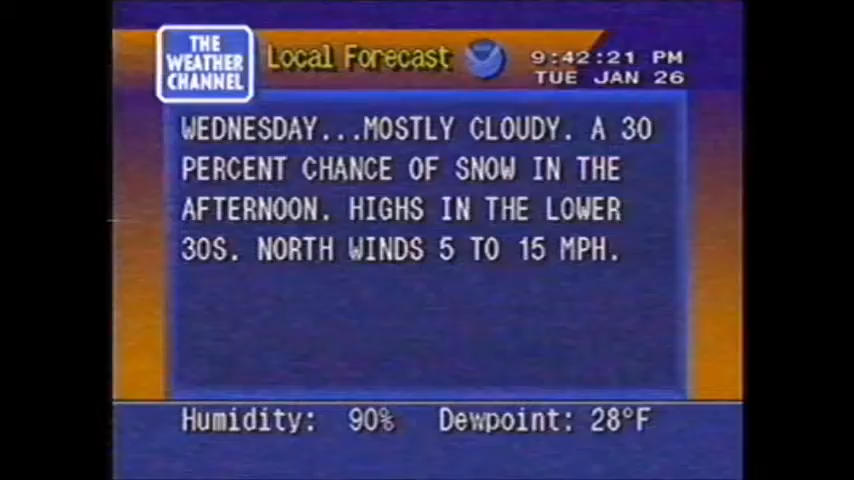 THE
WEATHER
CHANNEL
Local Forecast
9:42:21 PM
TUE JAN 26
WEDNESDAY...MOSTLY CLOUDY. A 30
PERCENT CHANCE OF SNOW IN THE
AFTERNOON. HIGHS IN THE LOWER
30S. NORTH WINDS 5 TO 15 MPH.
Humidity: 90% Dewpoint: 28°F